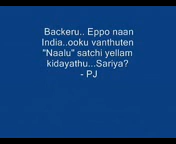 Backeru.. Eppo naan
India..ooku vanthuten
"Naalu" satchi yellam
kidayathu...Sariya?
- PJ